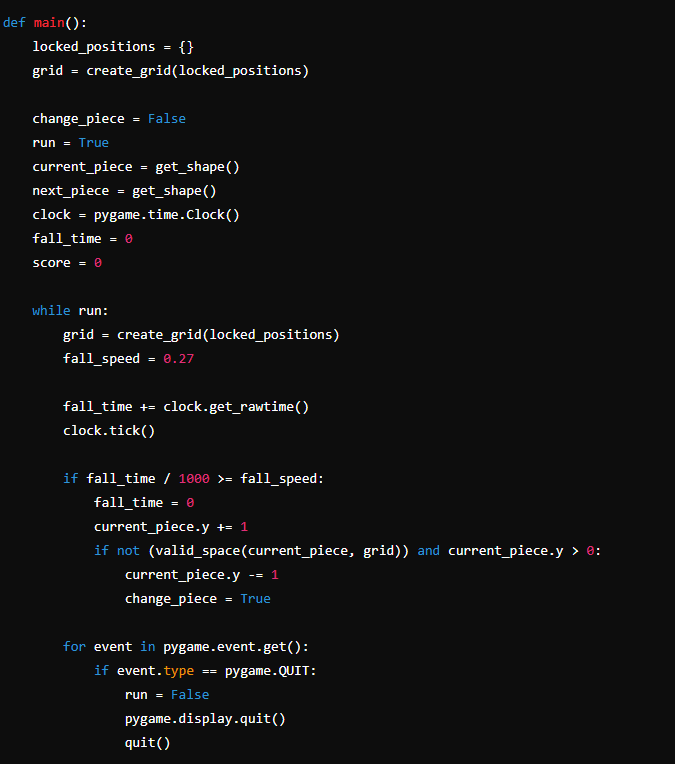 def main():
    locked_positions = {}
    grid = create_grid(locked_positions)

    change_piece = False
    run = True
    current_piece = get_shape()
    next_piece = get_shape()
    clock = pygame.time.Clock()
    fall_time = 0
    score = 0

    while run:
        grid = create_grid(locked_positions)
        fall_speed = 0.27

        fall_time += clock.get_rawtime()
        clock.tick()

        if fall_time / 1000 >= fall_speed:
            fall_time = 0
            current_piece.y += 1
            if not (valid_space(current_piece, grid)) and current_piece.y > 0:
                current_piece.y -= 1
                change_piece = True

        for event in pygame.event.get():
            if event.type == pygame.QUIT:
                run = False
                pygame.display.quit()
                quit()